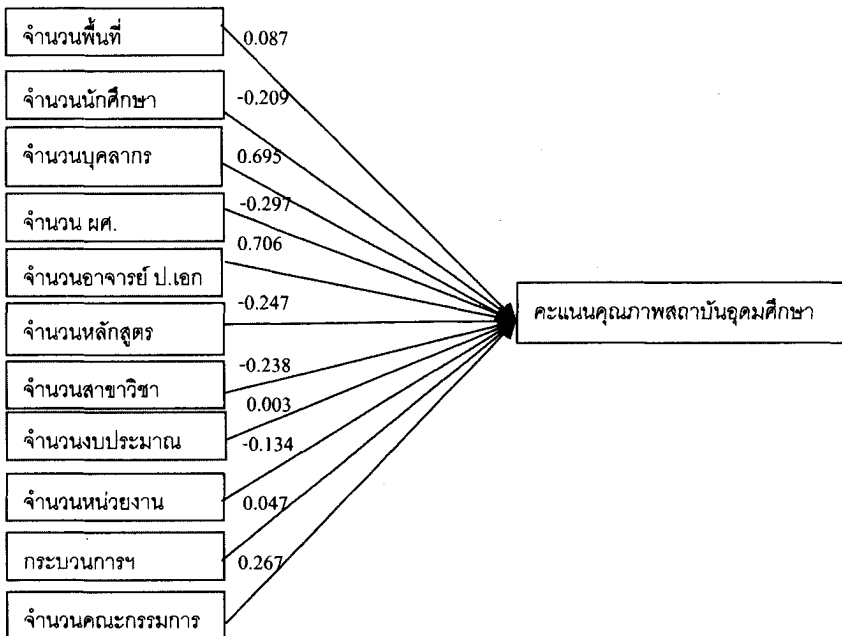 จำนวนพื้นที่
0.087
จำนวนนักศึกษา
-0.209
จำนวนบุคลากร
0.695
จำนวน ผศ.
-0.297
0.706
จำนวนอาจารย์ ป.เอก
-0.247
คะแนนคุณภาพสถาบันอุดมศึกษา
จำนวนหลักสูตร
-0.238
จำนวนสาขาวิชา
0.003
จำนวนงบประมาณ
-0.134
จำนวนหน่วยงาน
0.047
กระบวนการฯ
0.267
จำนวนคณะกรรมการ